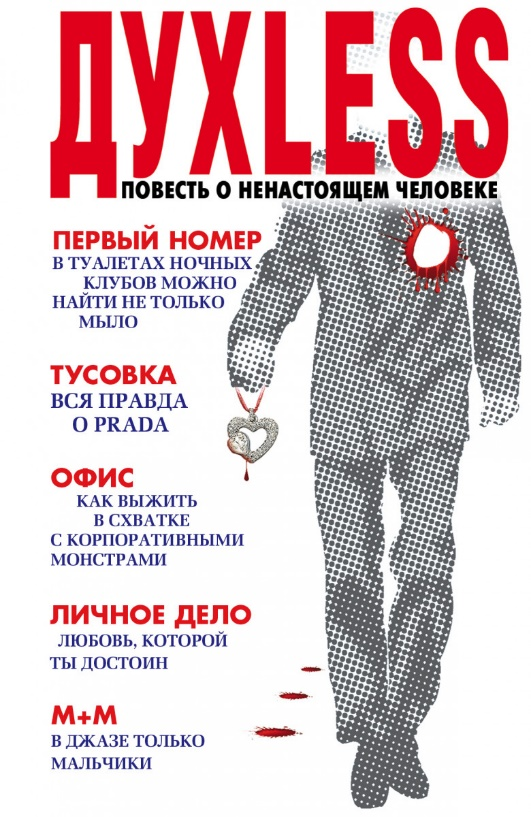 ДУХLESS
ПОВЕСТЬ О НЕНАСТОЯЩЕМ ЧЕЛОВЕКЕ
ПЕРВЫЙ НОМЕР
В ТУАЛЕТАХ НОЧНЫХ
КЛУБОВ МОЖНО
НАЙТИ НЕ ТОЛЬКО
МЫЛО
ТУСОВКА
ВСЯ ПРАВДА
О PRADA
ОФИС
КАК ВЫЖИТЬ
В СХВАТКЕ
С КОРПОРАТИВНЫМИ
МОНСТРАМИ
ЛИЧНОЕ ДЕЛО
ЛЮБОВЬ, КОТОРОЙ
ТЫ ДОСТОИН
М+М
В ДЖАЗЕ ТОЛЬКО
МАЛЬЧИКИ